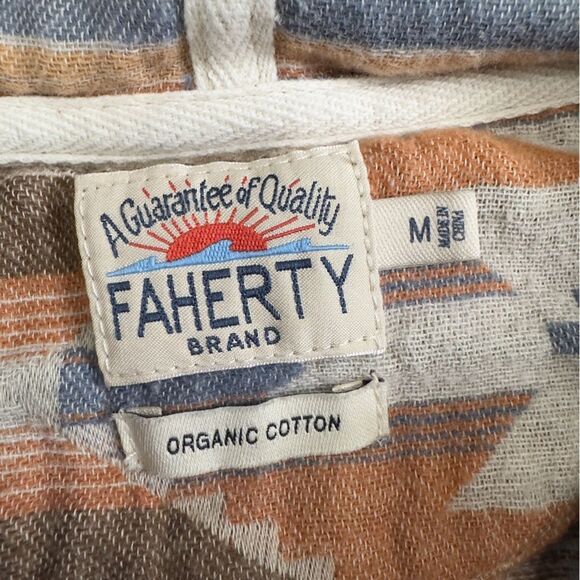 A Guarantee of Quality
FAHERTY
BRAND
M
MADE IN
CHINA
ORGANIC COTTON